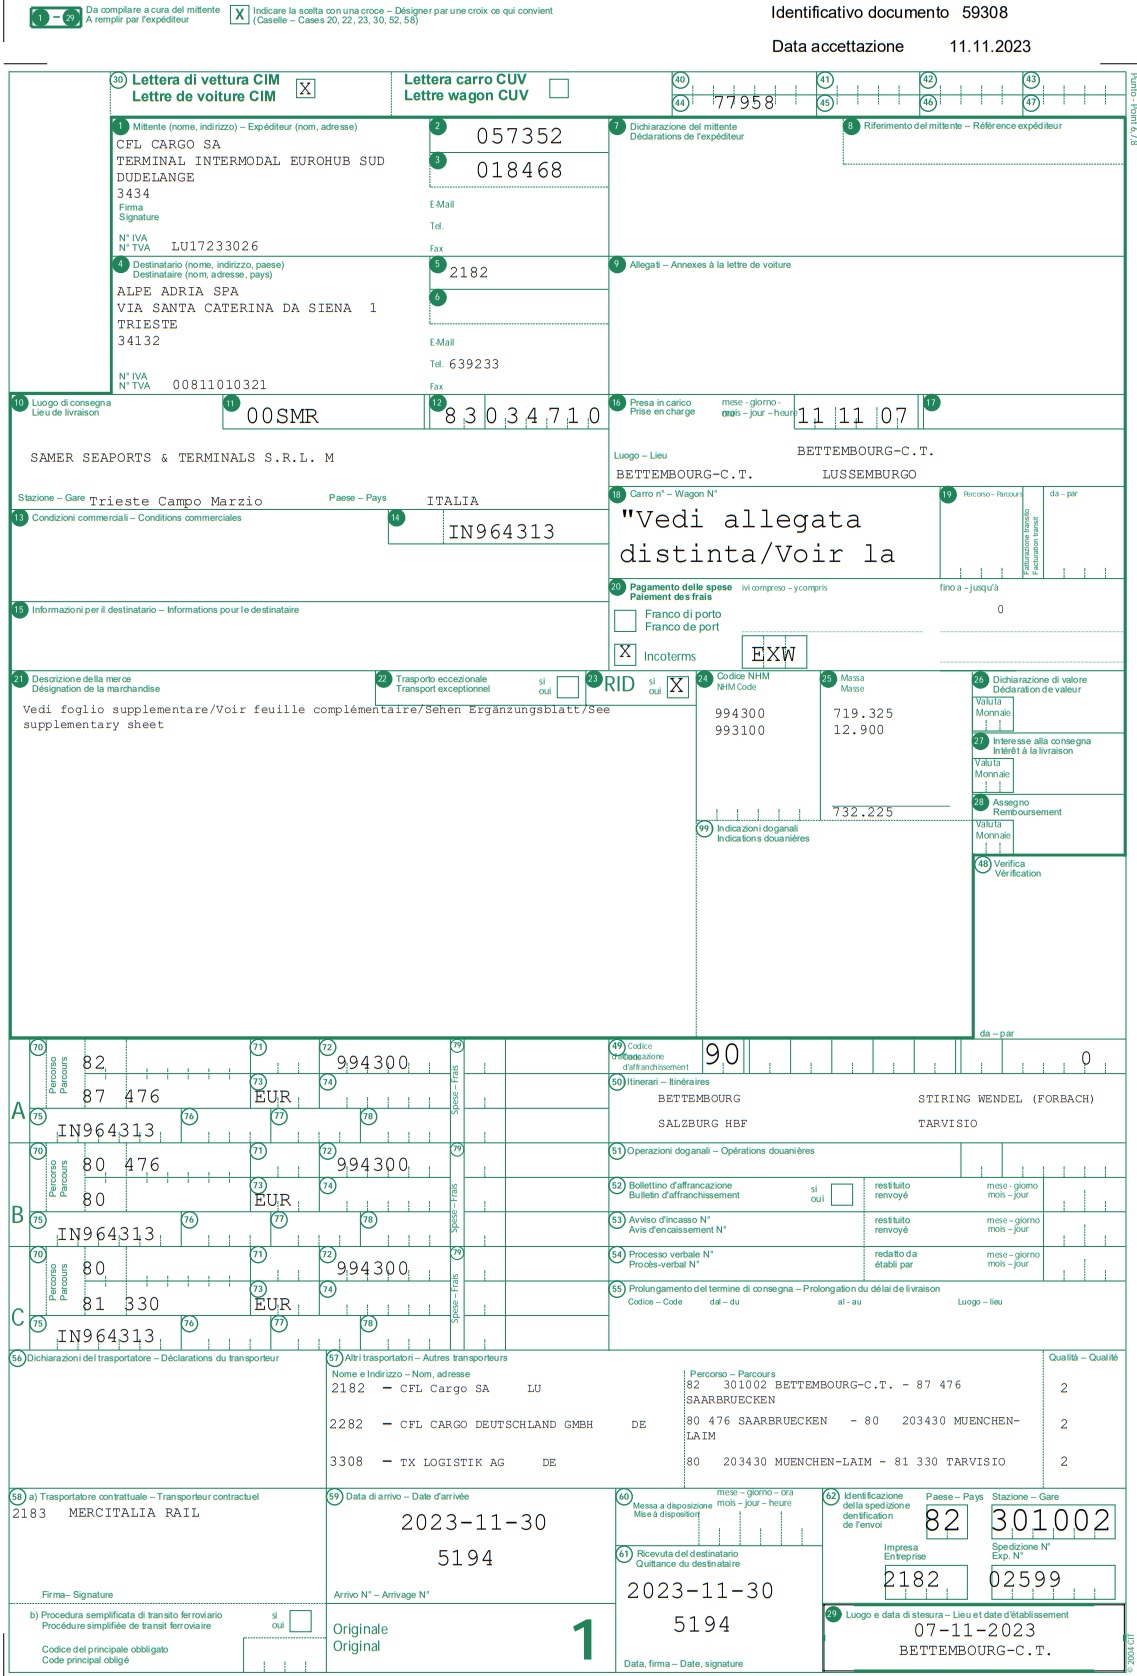 1 – 29 Da compilare a cura del mittente
A remplir par l'expéditeur
X Indicare la scelta con una croce – Désigner par une croix ce qui convient
(Caselle – Cases 20, 22, 23, 30, 52, 58)
Identificativo documento 59308
Data accettazione 11.11.2023
30 Lettera di vettura CIM
Lettre de voiture CIM X
Lettera carro CUV
Lettre wagon CUV
40 41 42 43
44 77958 45 46 47
1 Mittente (nome, indirizzo) – Expéditeur (nom, adresse)
CFL CARGO SA
TERMINAL INTERMODAL EUROHUB SUD
DUDELANGE
3434
Firma
Signature
N° IVA
N° TVA LU17233026
2 057352
3 018468
E-Mail
Tel.
Fax
7 Dichiarazione del mittente
Déclarations de l'expéditeur
8 Riferimento del mittente – Référence expéditeur
4 Destinatario (nome, indirizzo, paese)
Destinataire (nom, adresse, pays)
ALPE ADRIA SPA
VIA SANTA CATERINA DA SIENA 1
TRIESTE
34132
N° IVA
N° TVA 00811010321
5 2182
6
E-Mail
Tel. 639233
Fax
9 Allegati – Annexes à la lettre de voiture
10 Luogo di consegna
Lieu de livraison
11 00SMR
12 83034710
SAMER SEAPORTS & TERMINALS S.R.L. M
Stazione – Gare Trieste Campo Marzio Paese – Pays ITALIA
16 Presa in carico
Prise en charge
mese - giorno -
mois – jour – heure
11 11 07
17
BETTEMBOURG-C.T.
Luogo – Lieu
BETTEMBOURG-C.T. LUSSEMBURGO
13 Condizioni commerciali – Conditions commerciales
14 IN964313
18 Carro n° – Wagon N°
"Vedi allegata
distinta/Voir la
19 Percorso – Parcours
Fatturazione transito
Facturation transit
da – par
15 Informazioni per il destinatario – Informations pour le destinataire
20 Pagamento delle spese
Paiement des frais
ivi compreso – y compris
fino a – jusqu'à
0
Franco di porto
Franco de port
X Incoterms EXW
21 Descrizione della merce
Désignation de la marchandise
22 Trasporto eccezionale
Transport exceptionnel
si
oui
23 RID si
oui X
Vedi foglio supplementare/Voir feuille complémentaire/Sehen Ergänzungsblatt/See
supplementary sheet
24 Codice NHM
NHM Code
994300
993100
25 Massa
Masse
719.325
12.900
732.225
26 Dichiarazione di valore
Déclaration de valeur
Valuta
Monnaie
27 Interesse alla consegna
Intérêt à la livraison
Valuta
Monnaie
28 Assegno
Remboursement
Valuta
Monnaie
99 Indicazioni doganali
Indications douanières
48 Verifica
Vérification
da – par
A
70 Percorso
Parcours
82
87 476
71
72 994300
73 EUR
74
75 IN964313
76 77 78
79 Spese – Frais
B
70 Percorso
Parcours
80 476
80
71
72 994300
73 EUR
74
75 IN964313
76 77 78
79 Spese – Frais
C
70 Percorso
Parcours
80
81 330
71
72 994300
73 EUR
74
75 IN964313
76 77 78
79 Spese – Frais
49 Codice
d'affrancazione
d'affranchissement
90 0
50 Itinerari – Itinéraires
BETTEMBOURG STIRING WENDEL (FORBACH)
SALZBURG HBF TARVISIO
51 Operazioni doganali – Opérations douanières
52 Bollettino di affrancazione
Bulletin d'affranchissement
si
oui
restituito
renvoyé
mese - giorno
mois – jour
53 Avviso d'incasso N°
Avis d'encaissement N°
restituito
renvoyé
mese – giorno
mois – jour
54 Processo verbale N°
Procès-verbal N°
redatto da
établi par
mese – giorno
mois – jour
55 Prolungamento del termine di consegna – Prolongation du délai de livraison
Codice – Code dal – du al - au Luogo – lieu
56 Dichiarazioni del trasportatore – Déclarations du transporteur
57 Altri trasportatori – Autres transporteurs
Nome e Indirizzo – Nom, adresse Percorso – Parcours Qualità – Qualité
2182 – CFL Cargo SA LU 82 301002 BETTEMBOURG-C.T. - 87 476
SAARBRUECKEN 2
2282 – CFL CARGO DEUTSCHLAND GMBH DE 80 476 SAARBRUECKEN - 80 203430 MUENCHEN-
LAIM 2
3308 – TX LOGISTIK AG DE 80 203430 MUENCHEN-LAIM - 81 330 TARVISIO 2
58 a) Trasportatore contrattuale – Transporteur contractuel
2183 MERCITALIA RAIL
Firma– Signature
b) Procedura semplificata di transito ferroviario
Procédure simplifiée de transit ferroviaire
si
oui
Codice del principale obbligato
Code principal obligé
59 Data di arrivo – Date d'arrivée
2023-11-30
5194
Arrivo N° – Arrivage N°
Originale
Original
1
60 Messa a disposizione
Mise à disposition
mese – giorno – ora
mois – jour – heure
61 Ricevuta del destinatario
Quittance du destinataire
2023-11-30
5194
Data, firma – Date, signature
62 Identificazione
della spedizione
dentification
de l'envoi
Paese – Pays Stazione – Gare
82 301002
Impresa
Entreprise
Spedizione N°
Exp. N°
2182 02599
29 Luogo e data di stesura – Lieu et date d'établissement
07-11-2023
BETTEMBOURG-C.T.
Punto - Point 6 / 8
© 2004 CIT